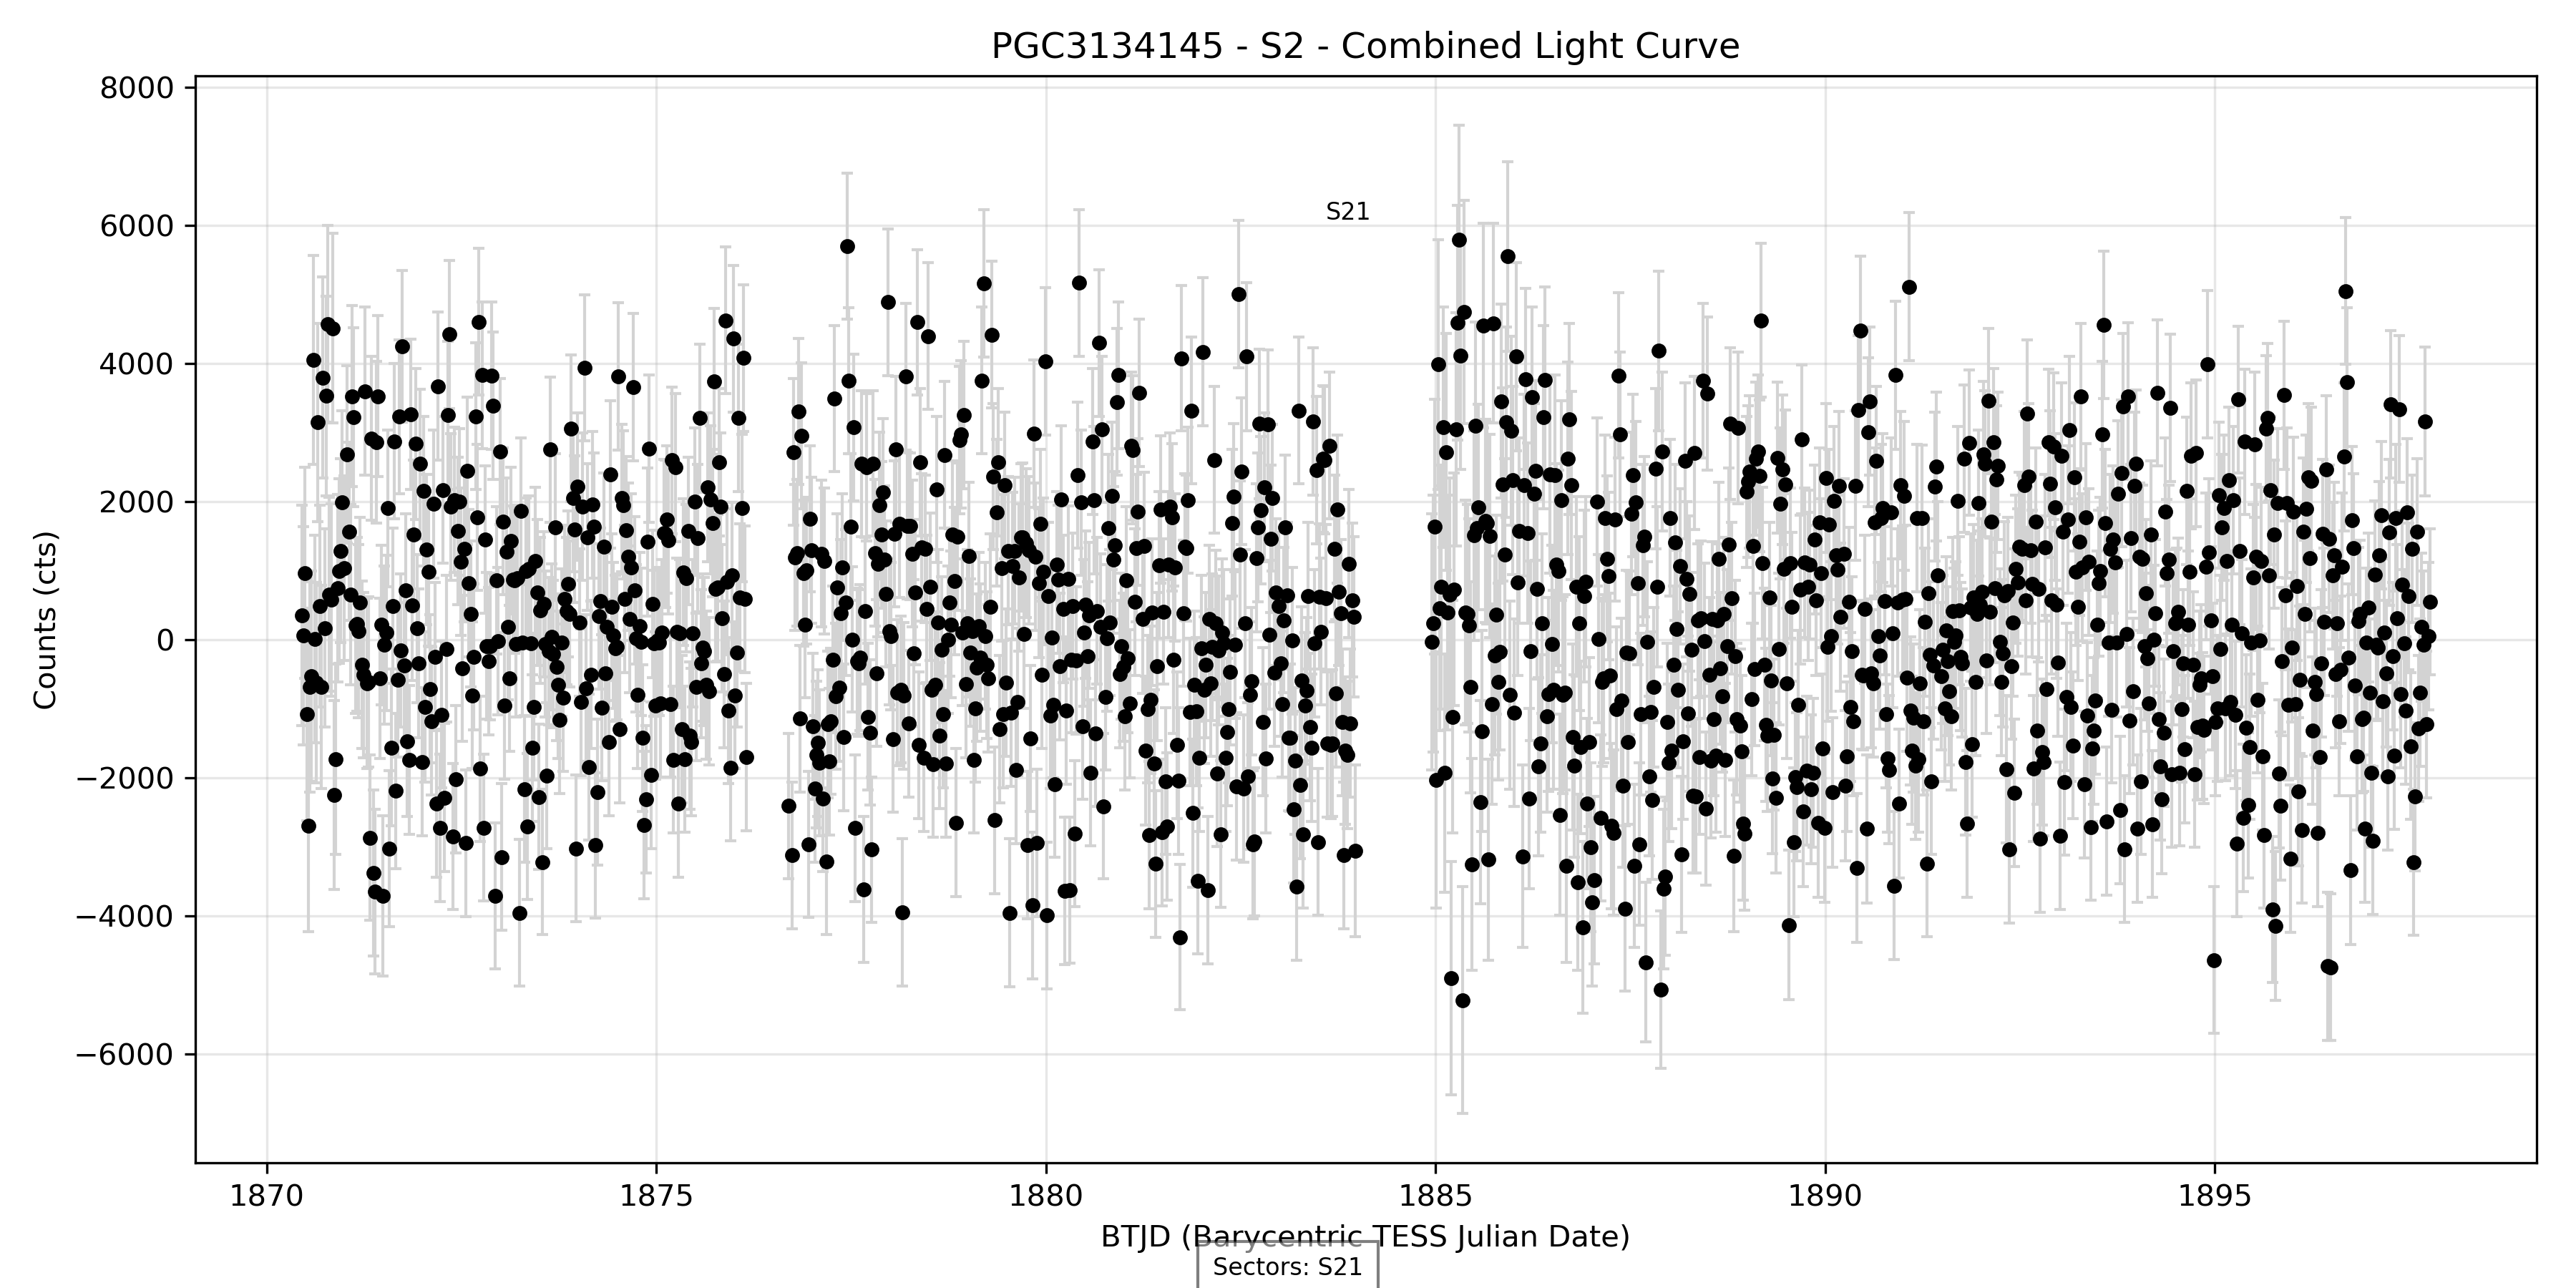 PGC3134145 - S2 - Combined Light Curve
8000
6000
4000
2000
0
−2000
−4000
−6000
Counts (cts)
S21
1870 1875 1880 1885 1890 1895
BTJD (Barycentric TESS Julian Date)
Sectors: S21